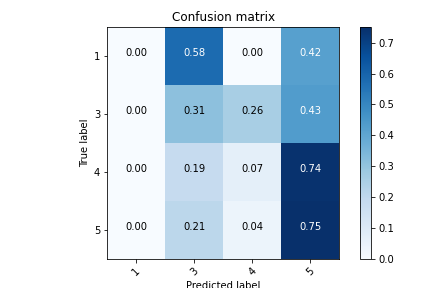 Confusion matrix
1 0.00 0.58 0.00 0.42
3 0.00 0.31 0.26 0.43
4 0.00 0.19 0.07 0.74
5 0.00 0.21 0.04 0.75
1 3 4 5
True label
Predicted label
0.7
0.6
0.5
0.4
0.3
0.2
0.1
0.0